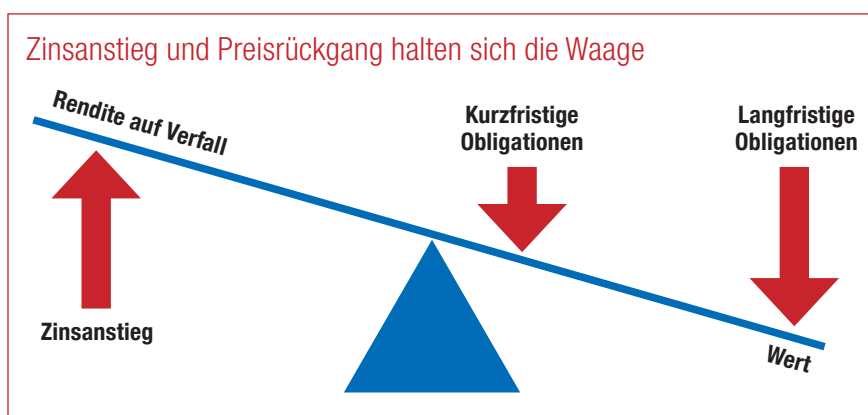 Zinsanstieg und Preisrückgang halten sich die Waage
Rendite auf Verfall
Kurzfristige
Obligationen
Langfristige
Obligationen
Zinsanstieg
Wert